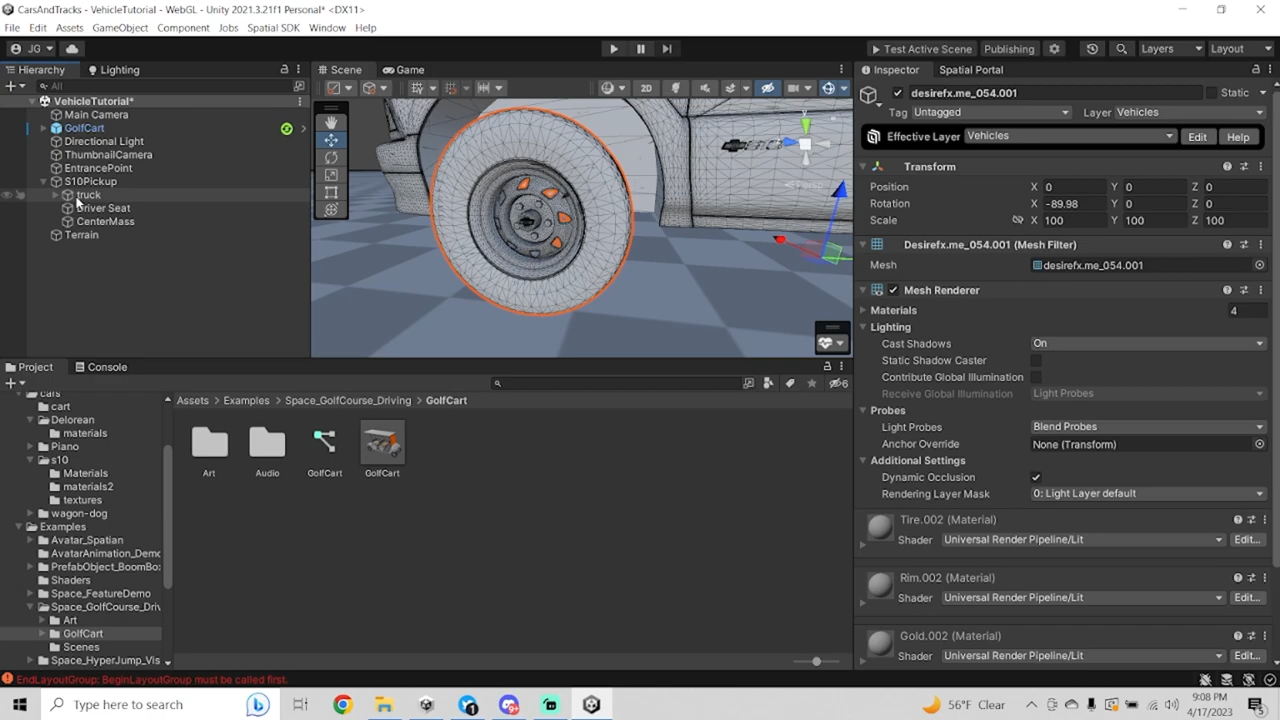 CarsAndTracks - VehicleTutorial - WebGL - Unity 2021.3.21f1 Personal* <DX11>
File Edit Assets GameObject Component Jobs Spatial SDK Window Help
JG Test Active Scene Publishing Layers Layout
Hierarchy Lighting Scene Game Inspector Spatial Portal
All 2D desirefx.me_054.001 Static
VehicleTutorial* Tag Untagged Layer Vehicles
Main Camera
GolfCart Effective Layer Vehicles Edit Help
Directional Light
ThumbnailCamera Transform
EntrancePoint Position X 0 Y 0 Z 0
S10Pickup Rotation X -89.98 Y 0 Z 0
truck Scale X 100 Y 100 Z 100
Driver Seat
CenterMass Desirefx.me_054.001 (Mesh Filter)
Terrain Mesh desirefx.me_054.001
Mesh Renderer
Materials 4
Lighting
Cast Shadows On
Static Shadow Caster
Project Console Contribute Global Illumination
6 Receive Global Illumination Light Probes
cars Assets > Examples > Space_GolfCourse_Driving > GolfCart
cart Probes
Delorean Light Probes Blend Probes
materials Anchor Override None (Transform)
Piano Additional Settings
s10 Art Audio GolfCart GolfCart
Materials Dynamic Occlusion
materials2 Rendering Layer Mask 0: Light Layer default
textures
wagon-dog Tire.002 (Material)
Examples Shader Universal Render Pipeline/Lit Edit...
Avatar_Spatian
AvatarAnimation_Demo
PrefabObject_BoomBo: Rim.002 (Material)
Shaders Shader Universal Render Pipeline/Lit Edit...
Space_FeatureDemo
Space_GolfCourse_Driv
Art Gold.002 (Material)
GolfCart Shader Universal Render Pipeline/Lit Edit...
Scenes
Space_HyperJump_Vis
EndLayoutGroup: BeginLayoutGroup must be called first.
Type here to search 56°F Clear 9:08 PM
4/17/2023